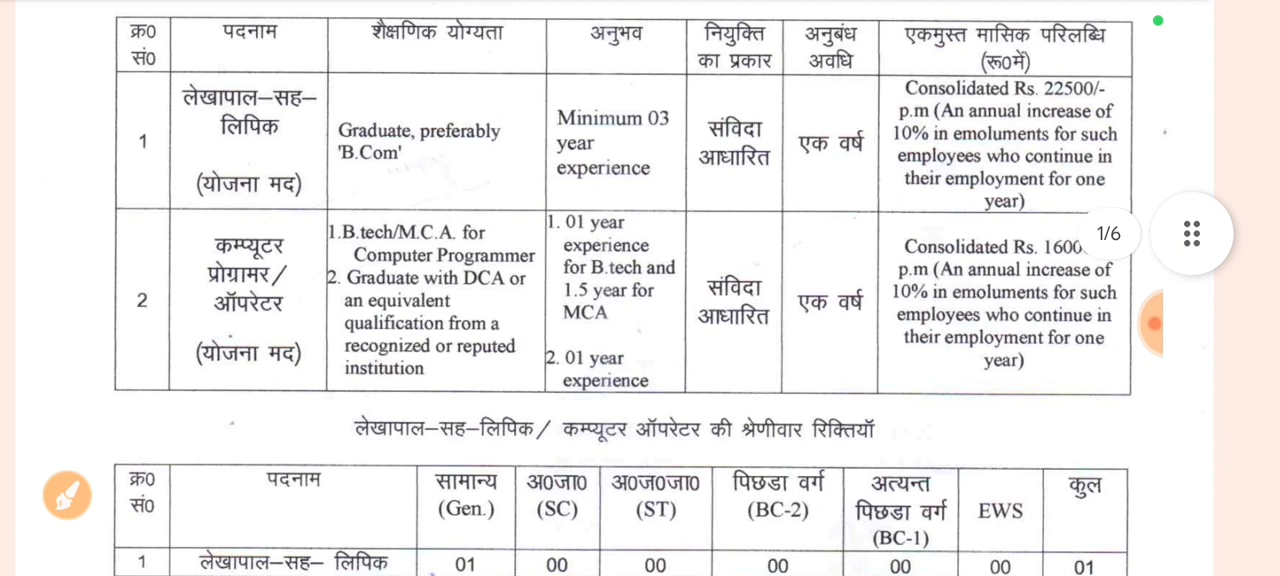 क्र0 सं0 पदनाम शैक्षणिक योग्यता अनुभव नियुक्ति का प्रकार अनुबंध अवधि एकमुस्त मासिक परिलब्धि (रू0में)
1
लेखापाल–सह–
लिपिक
(योजना मद)
Graduate, preferably
'B.Com'
Minimum 03
year
experience
संविदा
आधारित
एक वर्ष
Consolidated Rs. 22500/-
p.m (An annual increase of
10% in emoluments for such
employees who continue in
their employment for one
year)
2
कम्प्यूटर
प्रोग्रामर/
ऑपरेटर
(योजना मद)
1.B.tech/M.C.A. for
Computer Programmer
2. Graduate with DCA or
an equivalent
qualification from a
recognized or reputed
institution
1. 01 year
experience
for B.tech and
1.5 year for
MCA
2. 01 year
experience
संविदा
आधारित
एक वर्ष
Consolidated Rs.
p.m (An annual increase of
10% in emoluments for such
employees who continue in
their employment for one
year)
1/6
लेखापाल–सह–लिपिक/ कम्प्यूटर ऑपरेटर की श्रेणीवार रिक्तियॉ
क्र0 सं0 पदनाम सामान्य (Gen.) अ0जा0 (SC) अ0ज0जा0 (ST) पिछडा वर्ग (BC-2) अत्यन्त पिछडा वर्ग (BC-1) EWS कुल
1 लेखापाल–सह– लिपिक 01 00 00 00 00 00 01